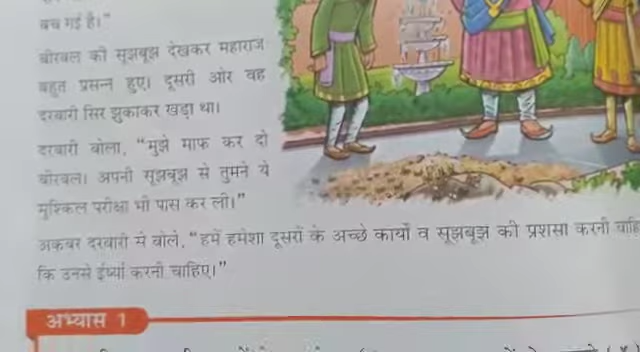 बच गई है।”
बीरबल की सूझबूझ देखकर महाराज
बहुत प्रसन्न हुए। दूसरी ओर वह
दरबारी सिर झुकाकर खड़ा था।
दरबारी बोला, “मुझे माफ कर दो
बीरबल। अपनी सूझबूझ से तुमने ये
मुश्किल परीक्षा भी पास कर ली।”
अकबर दरबारी से बोले, “हमें हमेशा दूसरों के अच्छे कार्यों व सूझबूझ की प्रशंसा करनी चाहि
कि उनसे ईर्ष्या करनी चाहिए।”
अभ्यास 1